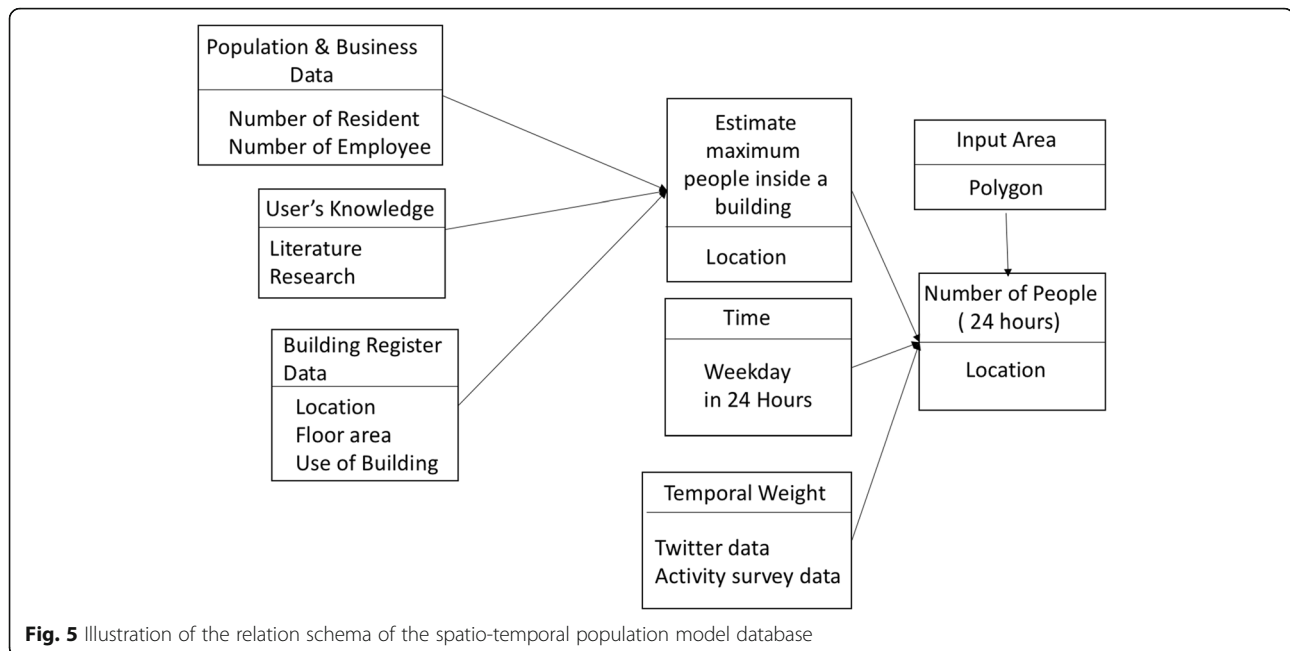 Population & Business
Data
Number of Resident
Number of Employee
User's Knowledge
Literature
Research
Building Register
Data
Location
Floor area
Use of Building
Estimate
maximum
people inside a
building
Location
Time
Weekday
in 24 Hours
Temporal Weight
Twitter data
Activity survey data
Input Area
Polygon
Number of People
( 24 hours)
Location
Fig. 5 Illustration of the relation schema of the spatio-temporal population model database